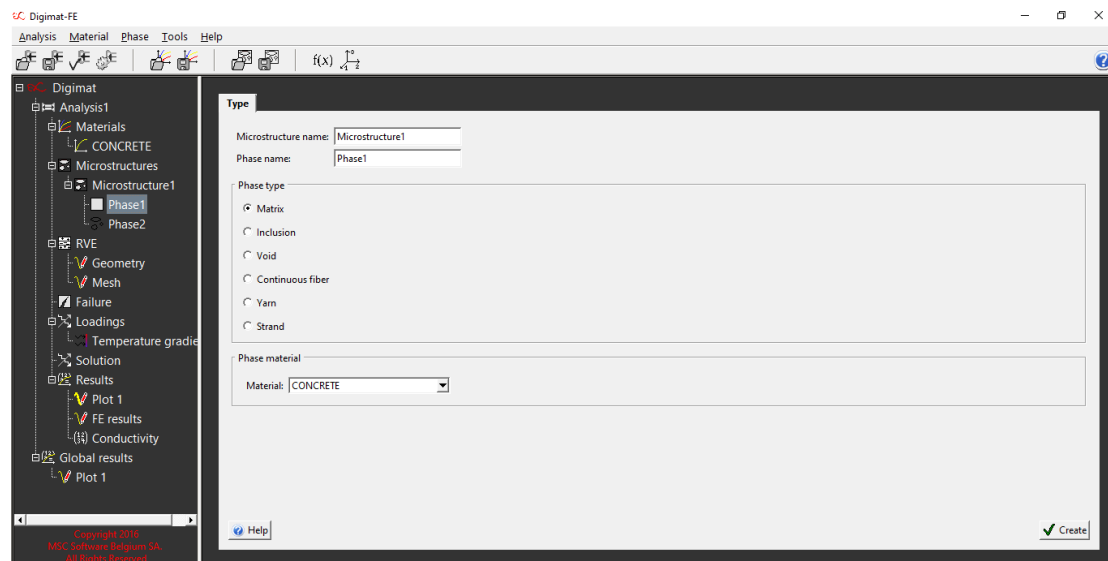 Digimat-FE
Analysis Material Phase Tools Help
f(x)
Digimat
Analysis1
Materials
CONCRETE
Microstructures
Microstructure1
Phase1
Phase2
RVE
Geometry
Mesh
Failure
Loadings
Temperature gradie
Solution
Results
Plot 1
FE results
Conductivity
Global results
Plot 1
Copyright 2016
MSC Software Belgium SA.
All Rights Reserved
Type
Microstructure name: Microstructure1
Phase name: Phase1
Phase type
Matrix
Inclusion
Void
Continuous fiber
Yarn
Strand
Phase material
Material: CONCRETE
Help
Create